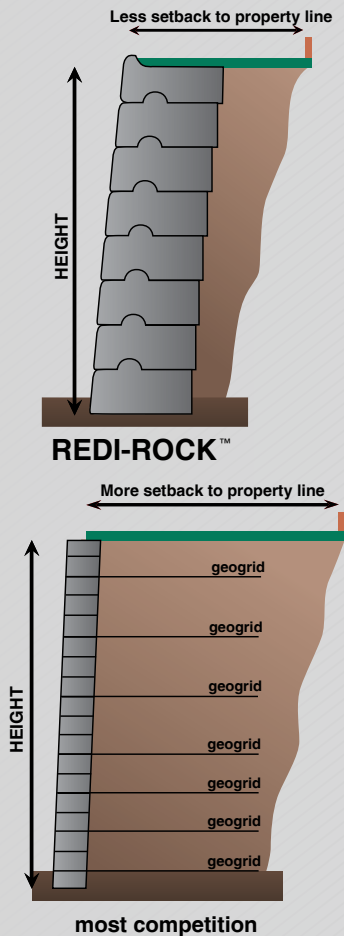 Less setback to property line
HEIGHT
REDI-ROCK™
More setback to property line
geogrid
geogrid
geogrid
HEIGHT
geogrid
geogrid
geogrid
geogrid
most competition